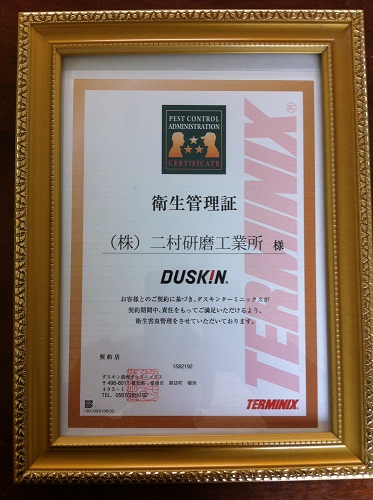 PEST CONTROL
ADMINISTRATION
CERTIFICATE
TERMINIX®
衛生管理証
(株)二村研磨工業所 様
DUSKIN®
お客様とのご契約に基づき、ダスキンターミニックスが
契約期間中、責任をもってご満足いただけるよう、
衛生害虫管理をさせていただいております。
契約店
1582192
TERMINIX